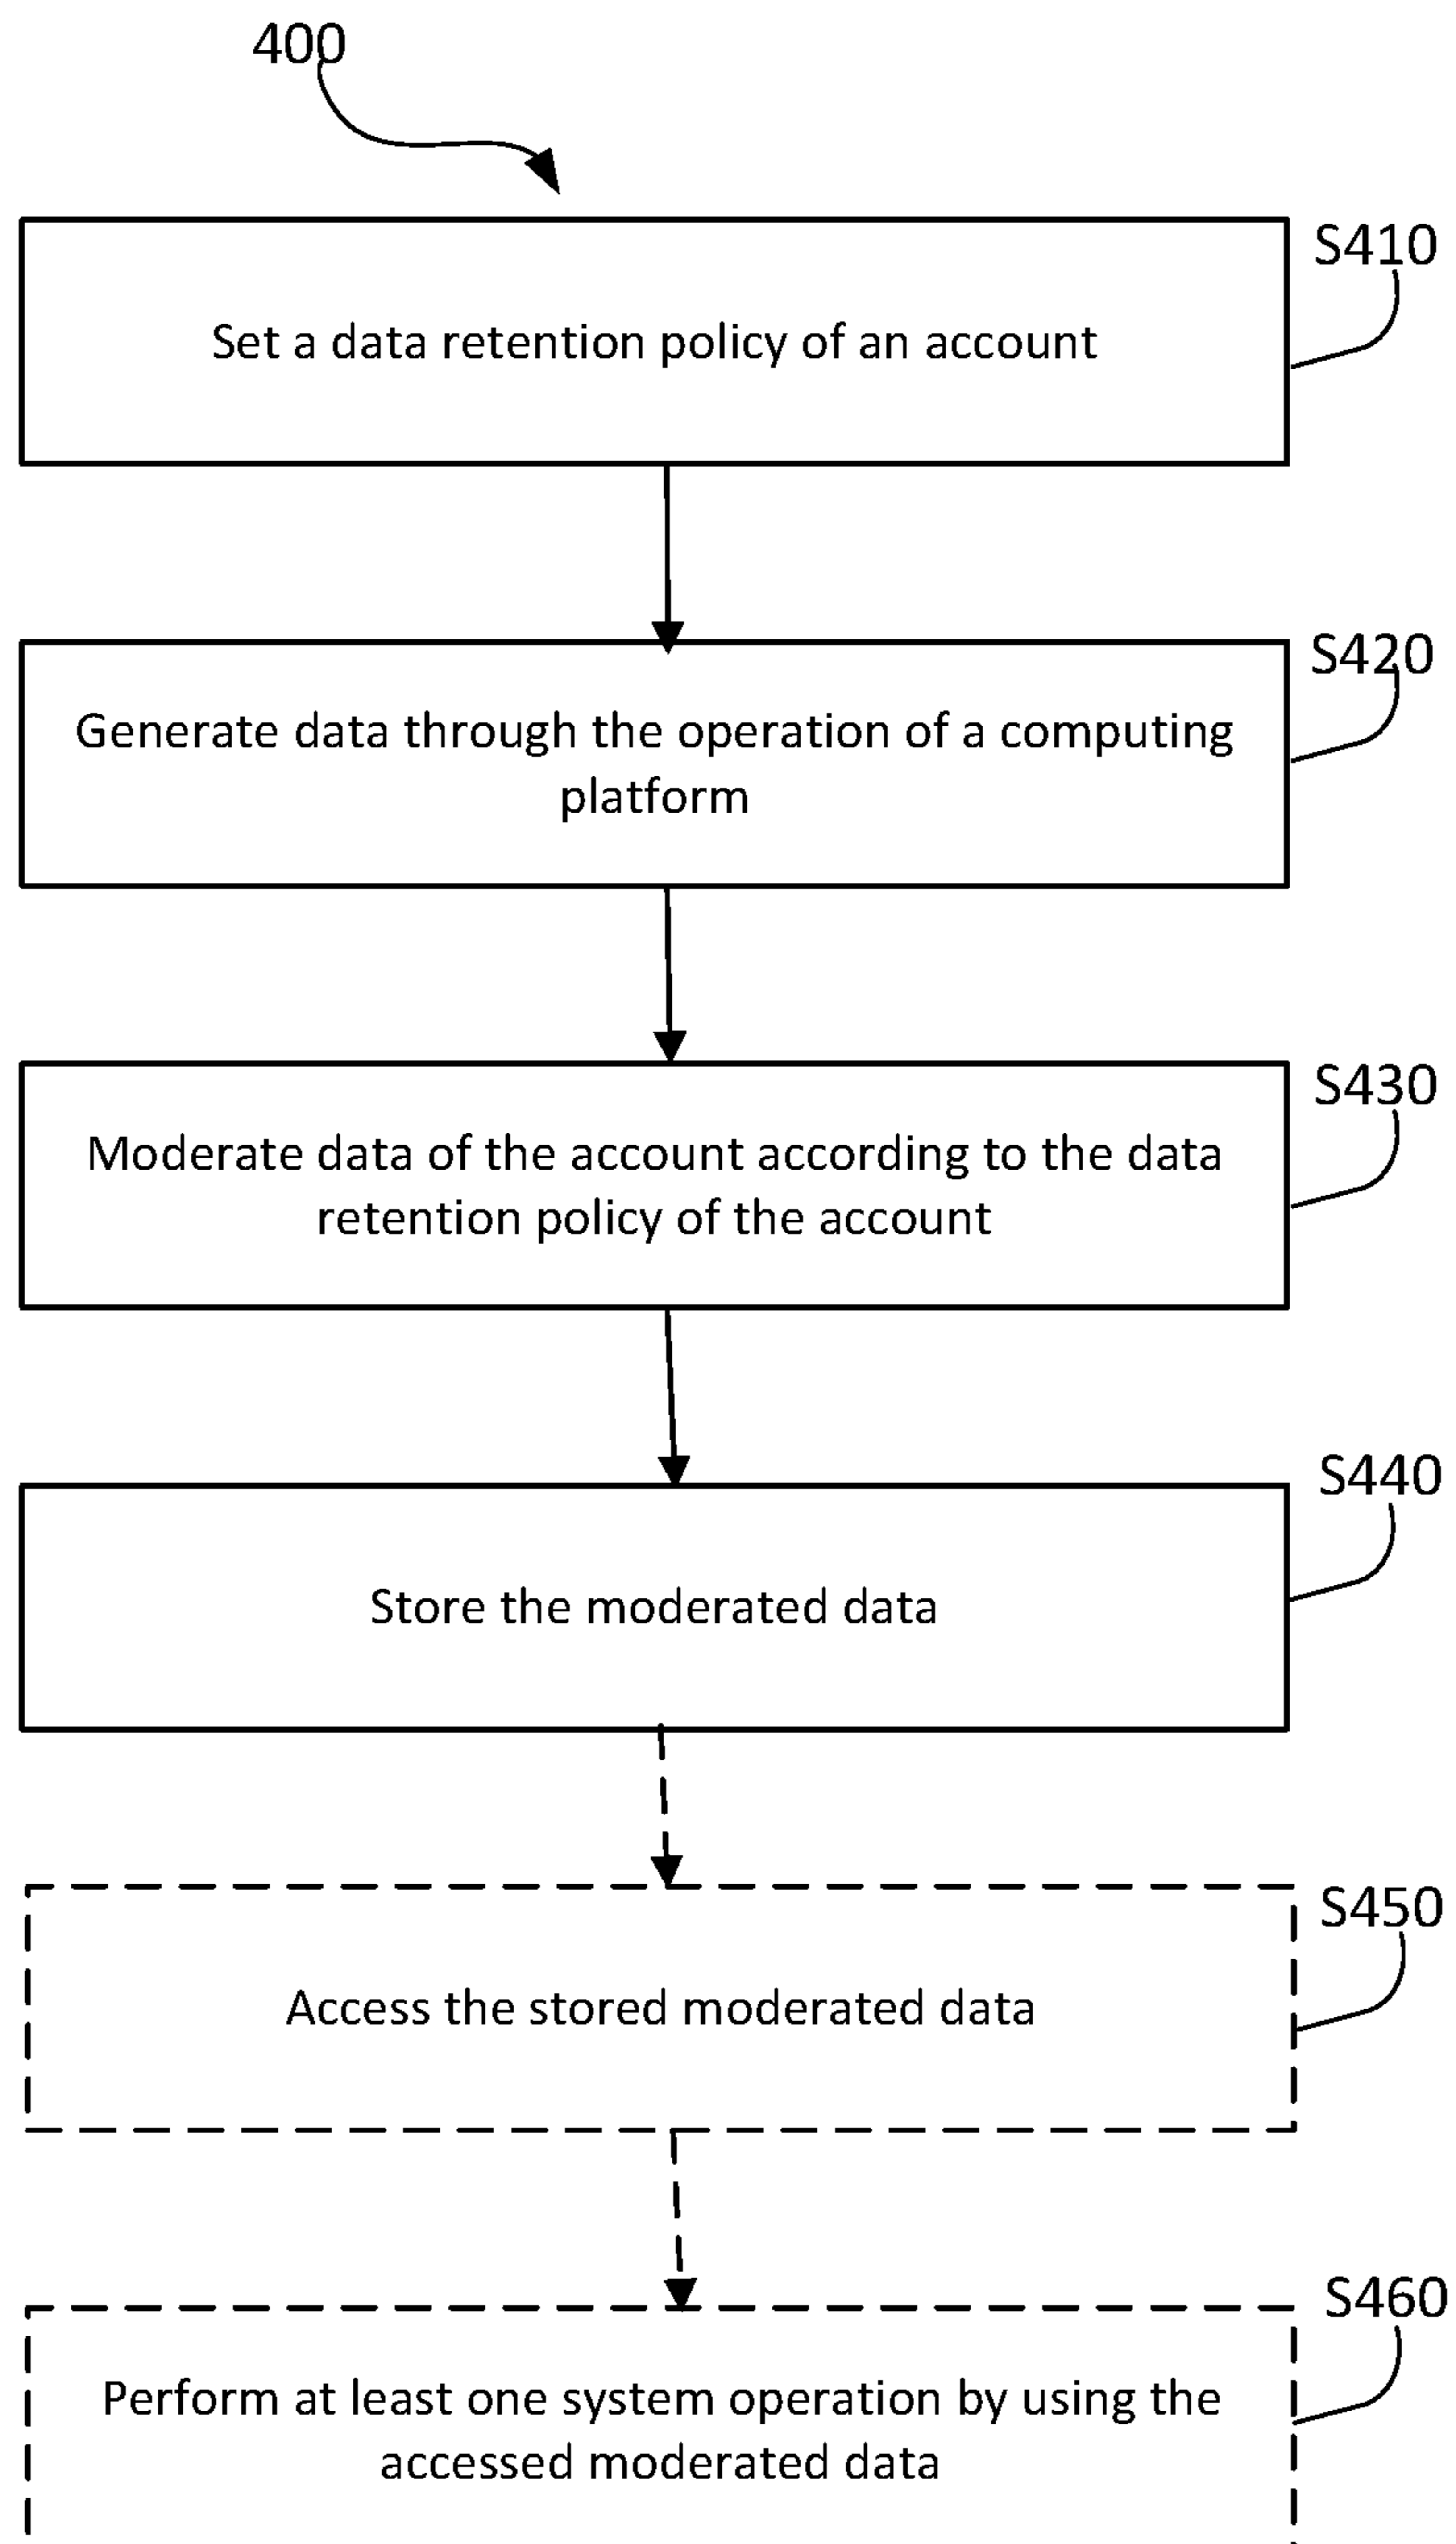 400
S410
Set a data retention policy of an account
S420
Generate data through the operation of a computing
platform
S430
Moderate data of the account according to the data
retention policy of the account
S440
Store the moderated data
S450
Access the stored moderated data
S460
Perform at least one system operation by using the
accessed moderated data